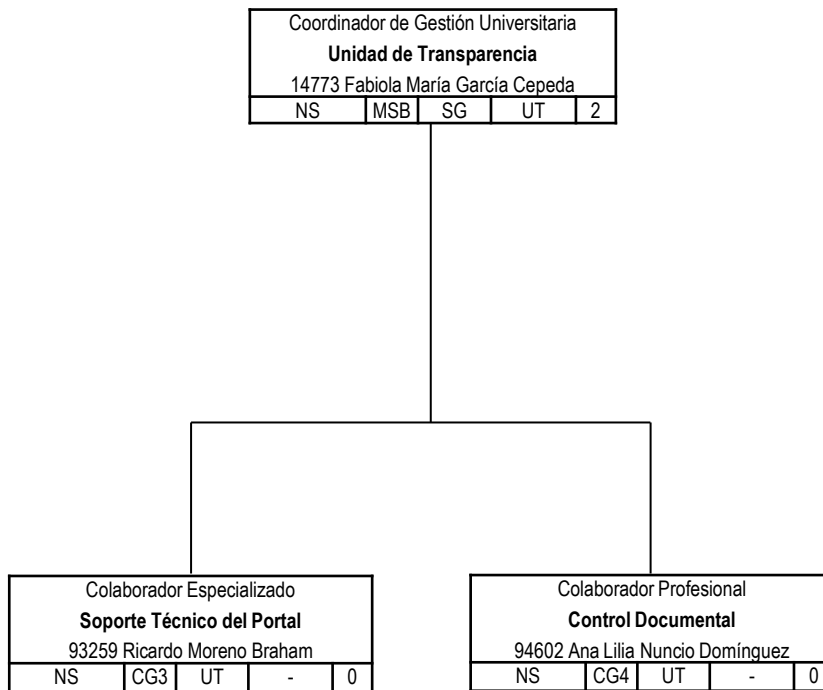 Coordinador de Gestión Universitaria
Unidad de Transparencia
14773 Fabiola María García Cepeda
NS MSB SG UT 2
Colaborador Especializado
Soporte Técnico del Portal
93259 Ricardo Moreno Braham
NS CG3 UT - 0
Colaborador Profesional
Control Documental
94602 Ana Lilia Nuncio Domínguez
NS CG4 UT - 0